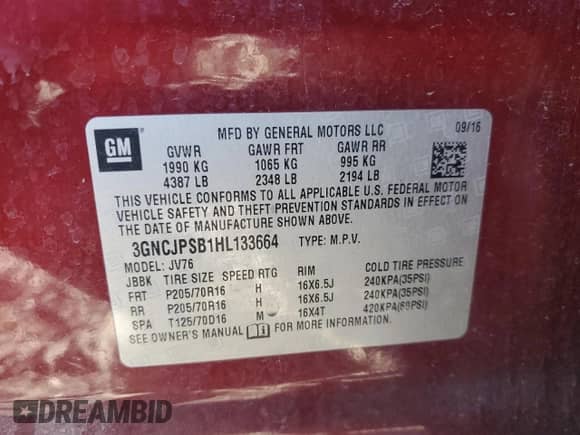 GM
MFD BY GENERAL MOTORS LLC 09/16
GVWR GAWR FRT GAWR RR
1990 KG 1065 KG 995 KG
4387 LB 2348 LB 2194 LB
THIS VEHICLE CONFORMS TO ALL APPLICABLE U.S. FEDERAL MOTOR
VEHICLE SAFETY AND THEFT PREVENTION STANDARDS IN EFFECT ON
THE DATE OF MANUFACTURE SHOWN ABOVE.
3GNCJPSB1HL133664 TYPE: M.P.V.
MODEL: JV76
JBBK TIRE SIZE SPEED RTG RIM COLD TIRE PRESSURE
FRT P205/70R16 H 16X6.5J 240KPA(35PSI)
RR P205/70R16 H 16X6.5J 240KPA(35PSI)
SPA T125/70D16 M 16X4T 420KPA(60PSI)
SEE OWNER'S MANUAL FOR MORE INFORMATION.
DREAMBID